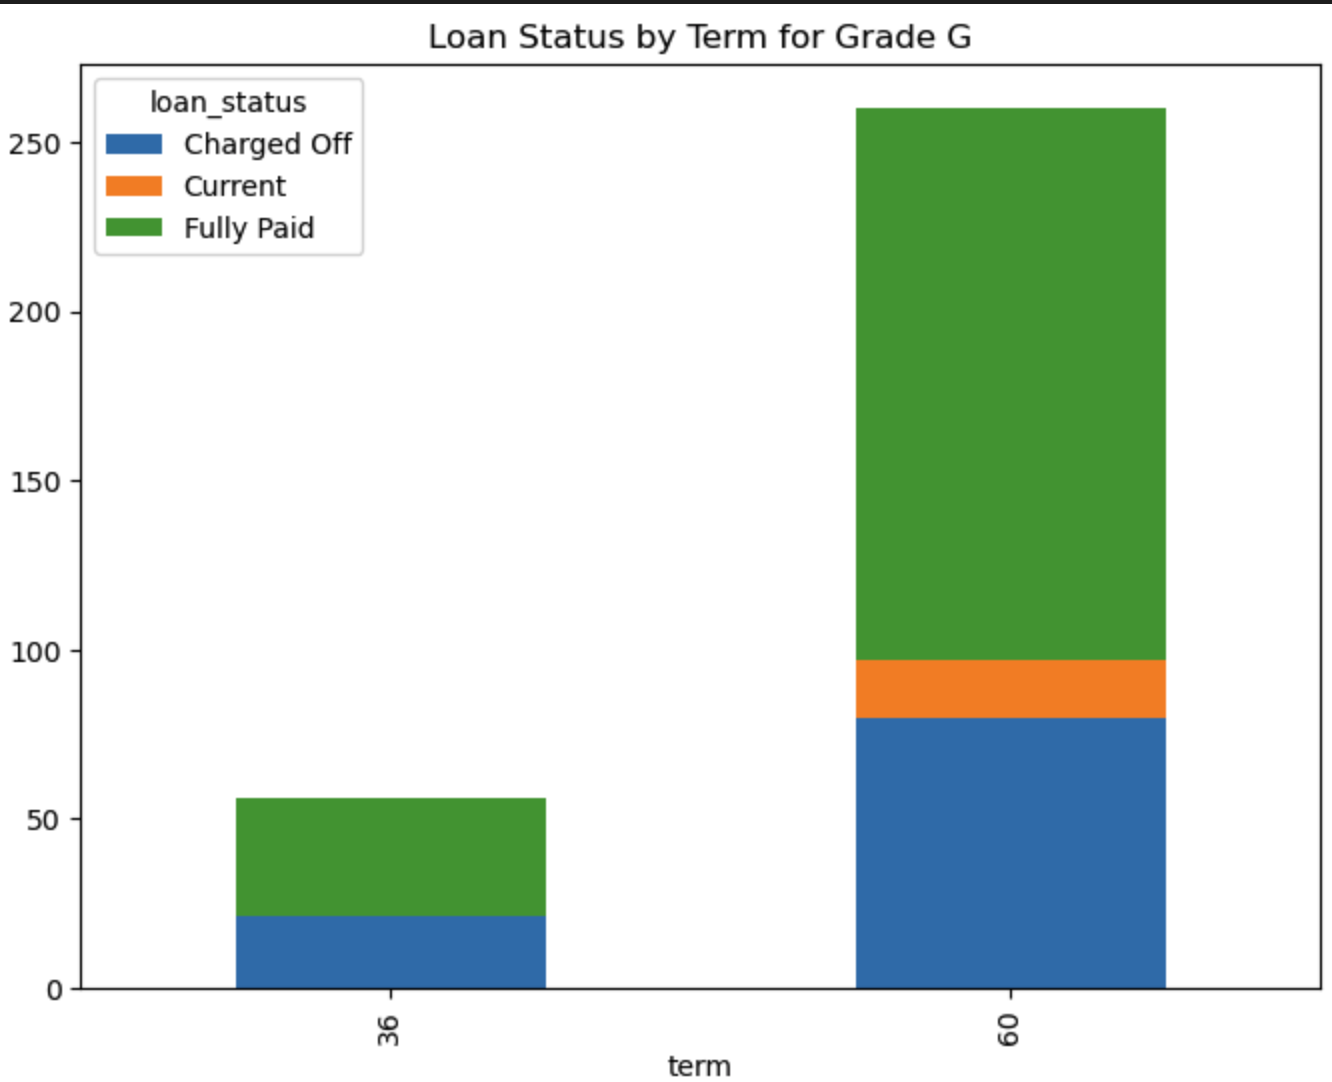 Loan Status by Term for Grade G
loan_status
Charged Off
Current
Fully Paid
250
200
150
100
50
0
36
60
term